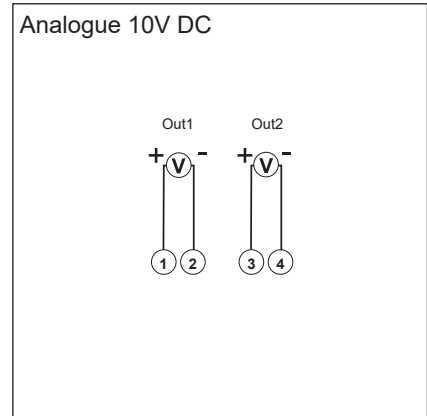 Analogue 10V DC
Out1 Out2
+ V - + V -
1 2 3 4